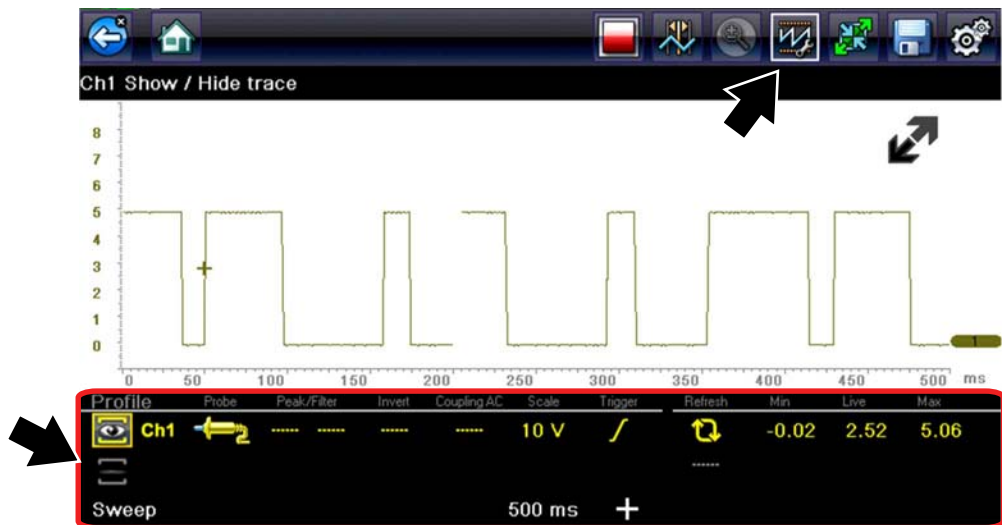 Ch1 Show / Hide trace
8
7
6
5
4
3
2
1
0
1
0 50 100 150 200 250 300 350 400 450 500 ms
Profile Probe Peak/Filter Invert Coupling AC Scale Trigger Refresh Min Live Max
Ch1 ------ ------ ------ ------ 10 V -0.02 2.52 5.06
------
Sweep 500 ms +